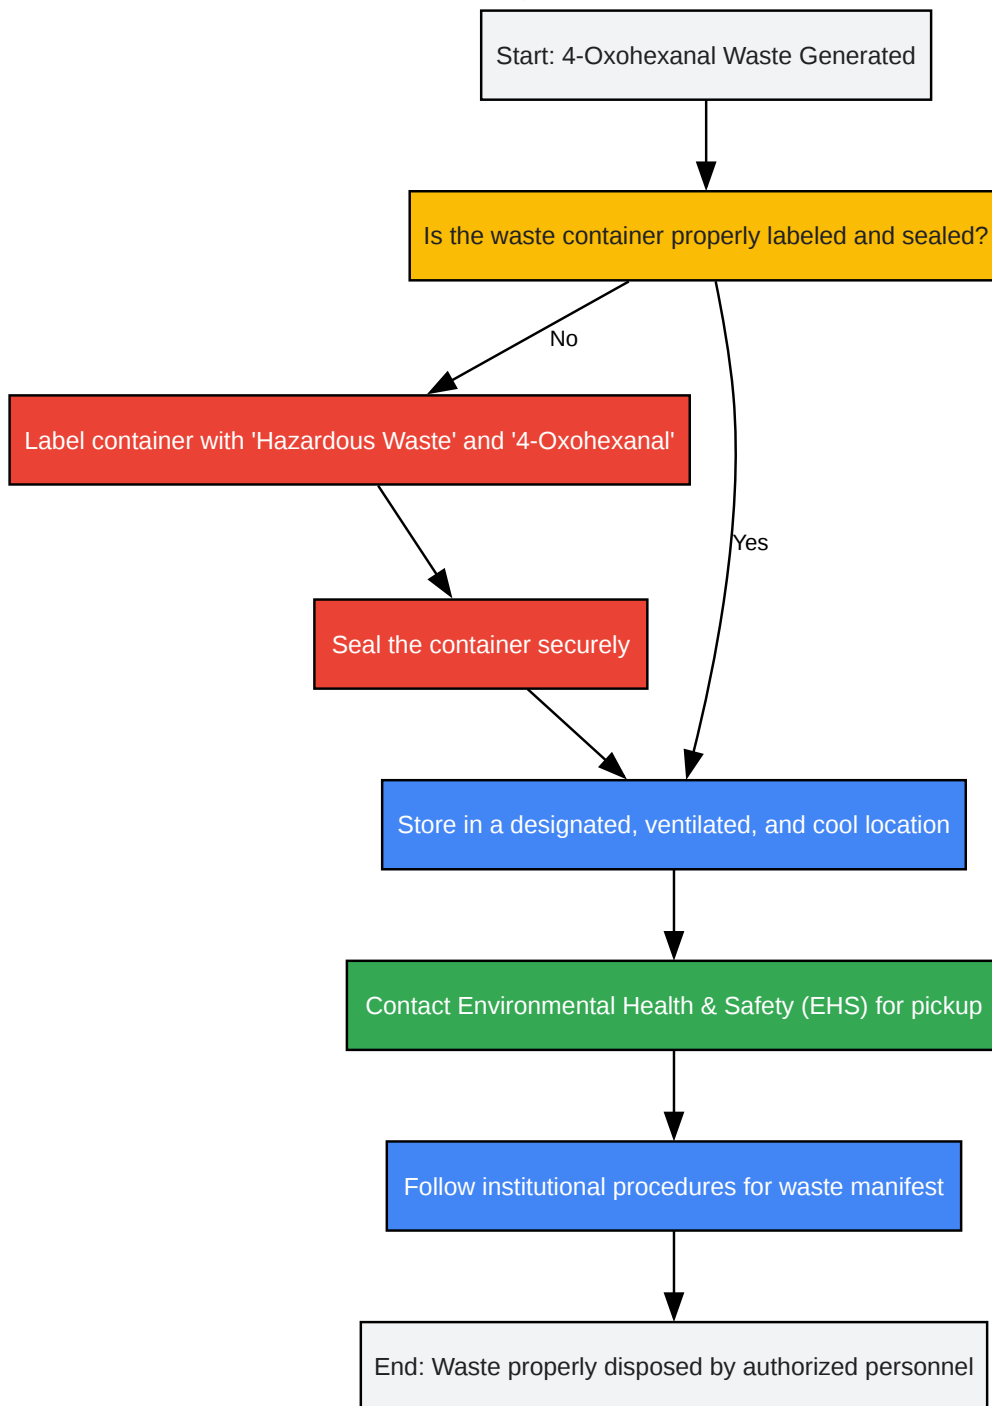 Start: 4-Oxohexanal Waste Generated
Is the waste container properly labeled and sealed?
No
Label container with 'Hazardous Waste' and '4-Oxohexanal'
Yes
Seal the container securely
Store in a designated, ventilated, and cool location
Contact Environmental Health & Safety (EHS) for pickup
Follow institutional procedures for waste manifest
End: Waste properly disposed by authorized personnel